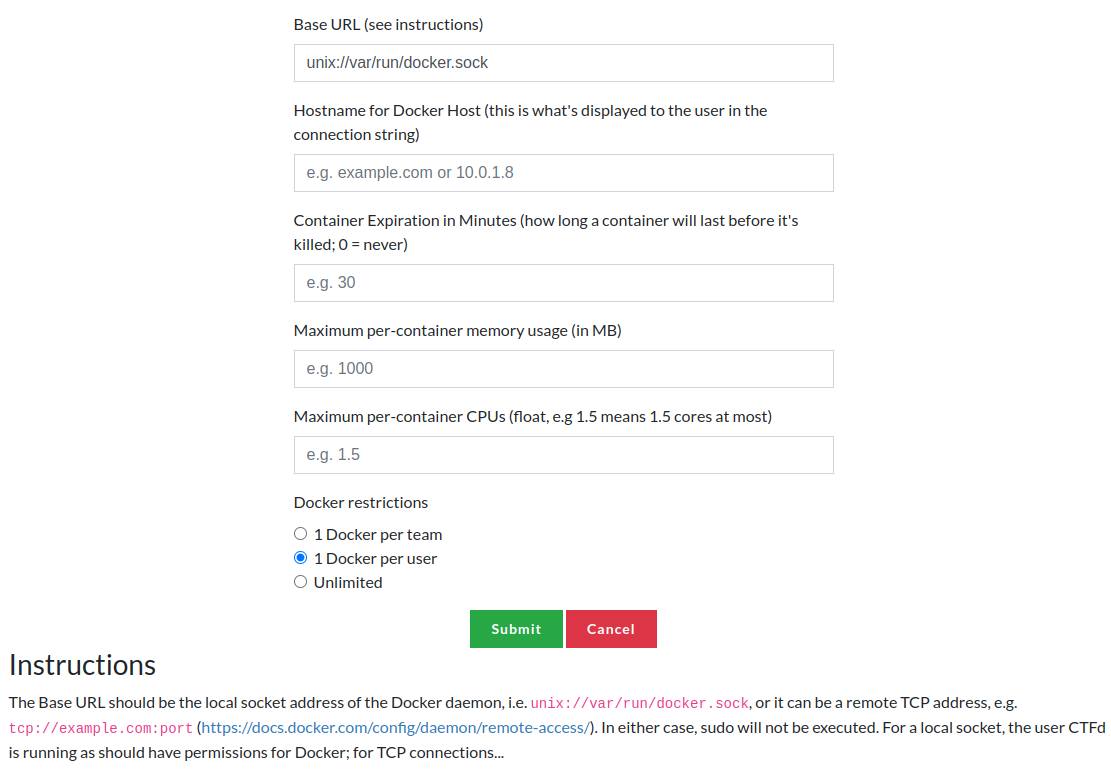 Base URL (see instructions)
unix://var/run/docker.sock
Hostname for Docker Host (this is what's displayed to the user in the
connection string)
e.g. example.com or 10.0.1.8
Container Expiration in Minutes (how long a container will last before it's
killed; 0 = never)
e.g. 30
Maximum per-container memory usage (in MB)
e.g. 1000
Maximum per-container CPUs (float, e.g 1.5 means 1.5 cores at most)
e.g. 1.5
Docker restrictions
1 Docker per team
1 Docker per user
Unlimited
Submit Cancel
Instructions
The Base URL should be the local socket address of the Docker daemon, i.e. unix://var/run/docker.sock, or it can be a remote TCP address, e.g.
tcp://example.com:port (https://docs.docker.com/config/daemon/remote-access/). In either case, sudo will not be executed. For a local socket, the user CTFd
is running as should have permissions for Docker; for TCP connections...